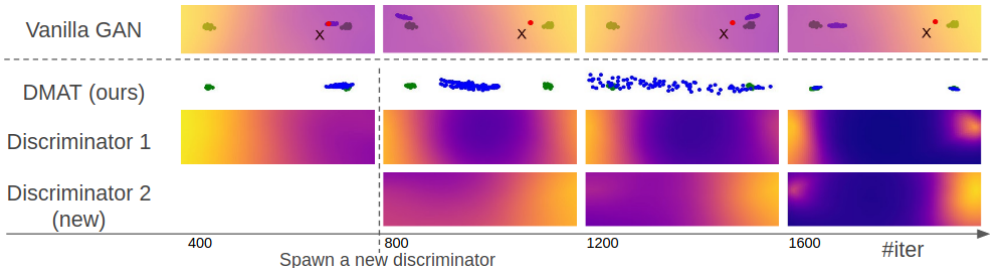 Vanilla GAN
X X X X
DMAT (ours)
Discriminator 1
Discriminator 2
(new)
400 800 1200 1600 #iter
Spawn a new discriminator